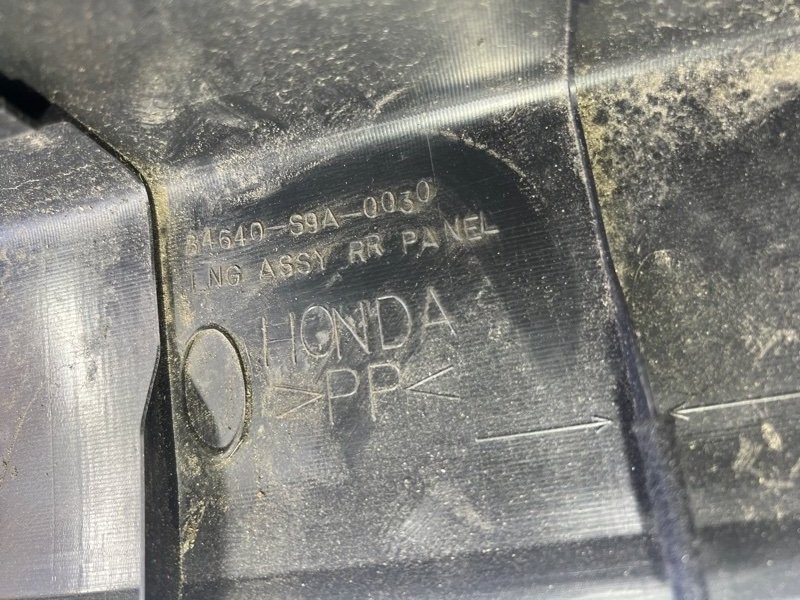 84640-S9A-0030
LNG ASSY RR PANEL
HONDA
>PP<